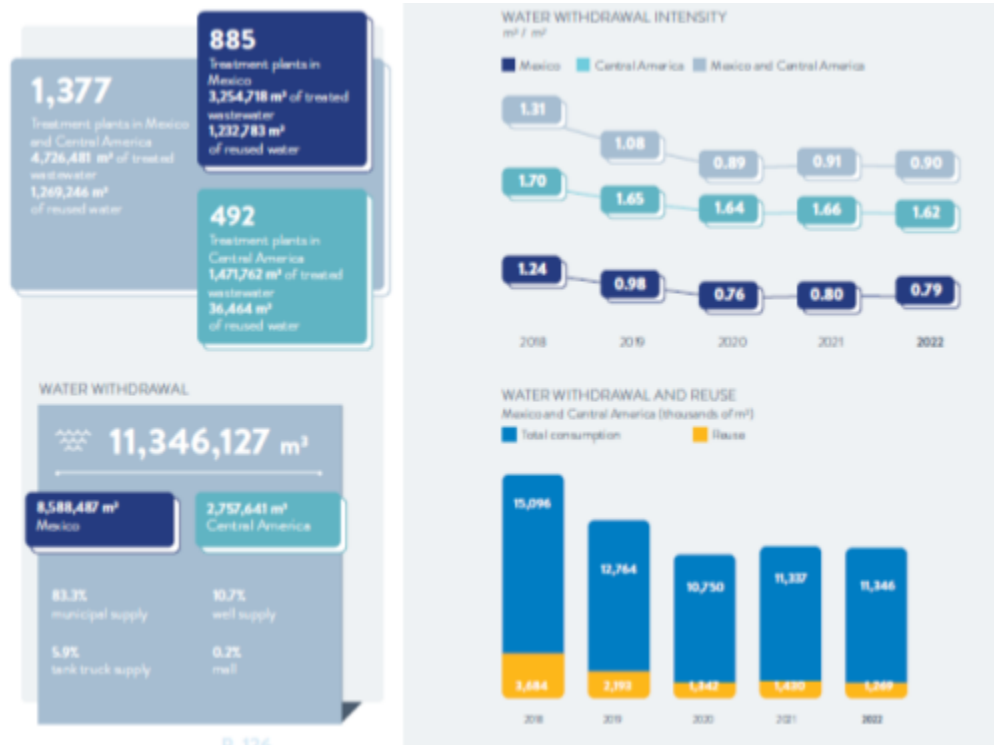 1,377
Treatment plants in Mexico
and Central America
4,726,481 m³ of treated
wastewater
1,269,246 m³
of reused water
885
Treatment plants in
Mexico
3,254,718 m³ of treated
wastewater
1,232,783 m³
of reused water
492
Treatment plants in
Central America
1,471,762 m³ of treated
wastewater
36,464 m³
of reused water
WATER WITHDRAWAL
11,346,127 m³
8,588,487 m³
Mexico
2,757,641 m³
Central America
83.3%
municipal supply
10.7%
well supply
5.9%
tank truck supply
0.2%
mall
P. 126
WATER WITHDRAWAL INTENSITY
m³ / m²
Mexico Central America Mexico and Central America
1.31 1.08 0.89 0.91 0.90
1.70 1.65 1.64 1.66 1.62
1.24 0.98 0.76 0.80 0.79
2018 2019 2020 2021 2022
WATER WITHDRAWAL AND REUSE
Mexico and Central America (thousands of m³)
Total consumption Reuse
15,096 12,764 10,750 11,337 11,346
3,684 2,193 1,342 1,430 1,269
2018 2019 2020 2021 2022